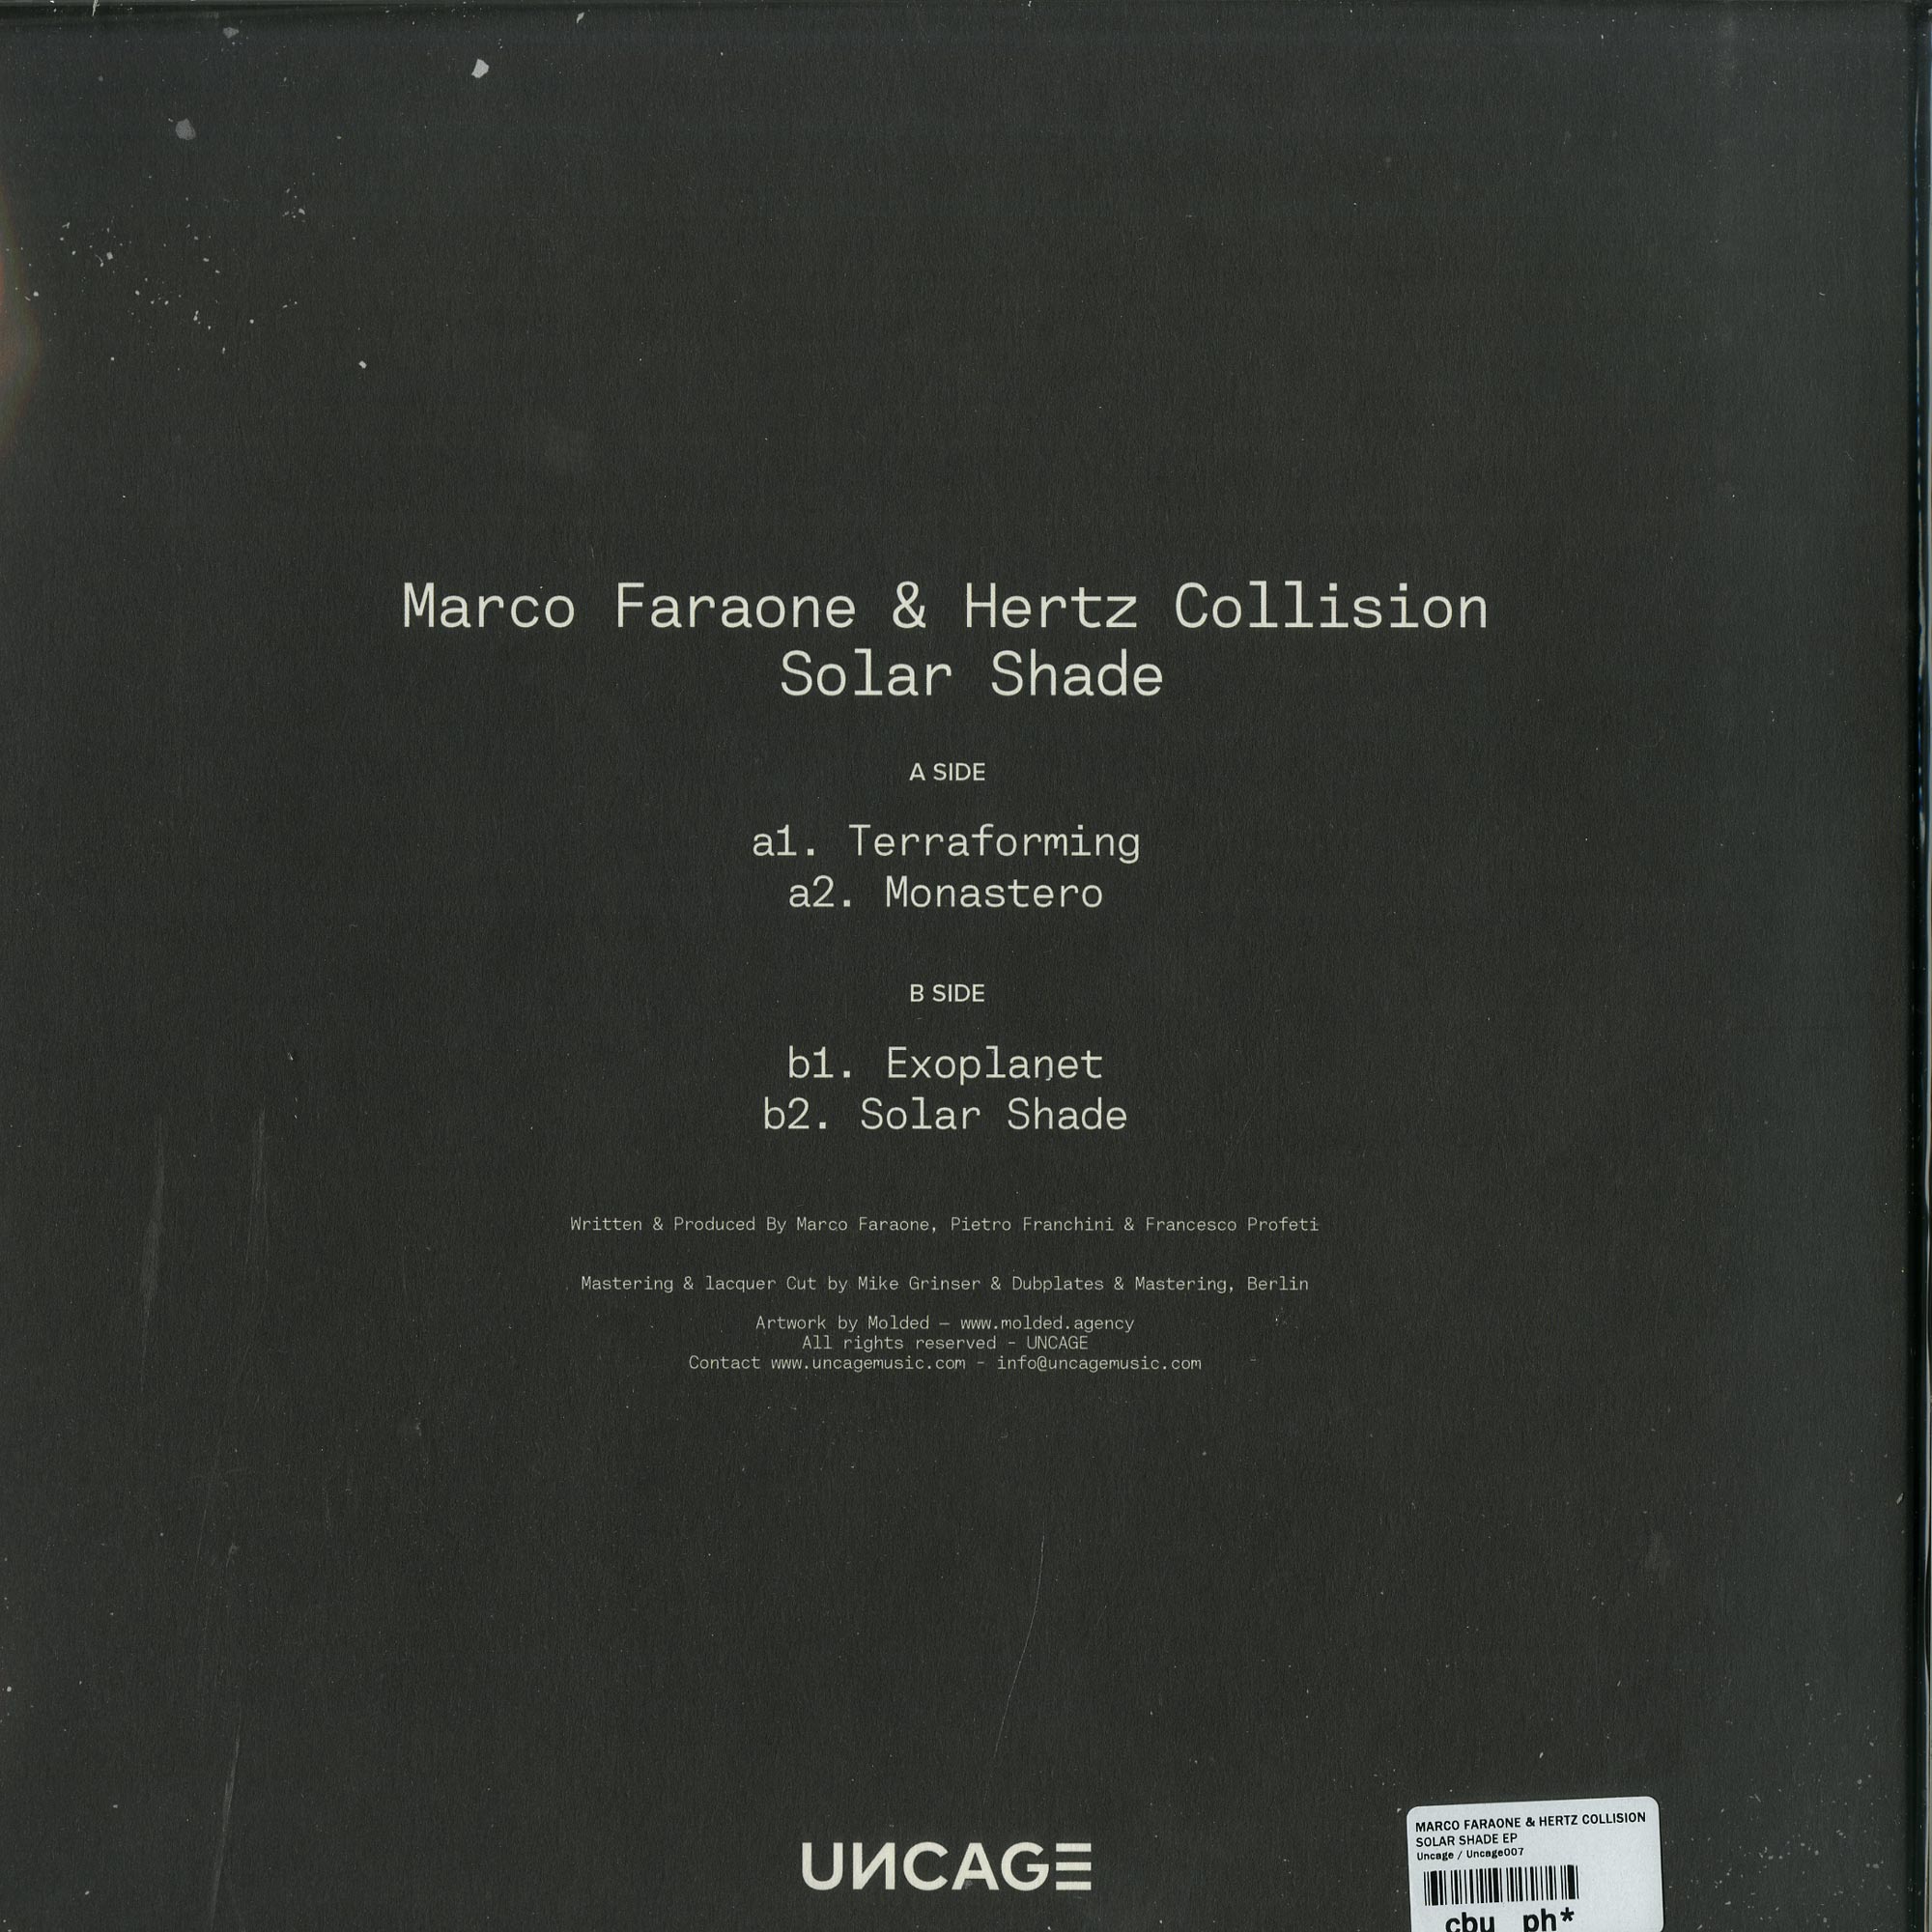 Marco Faraone & Hertz Collision
Solar Shade
A SIDE
a1. Terraforming
a2. Monastero
B SIDE
b1. Exoplanet
b2. Solar Shade
Written & Produced By Marco Faraone, Pietro Franchini & Francesco Profeti
Mastering & lacquer Cut by Mike Grinser & Dubplates & Mastering, Berlin
Artwork by Molded — www.molded.agency
All rights reserved - UNCAGE
Contact www.uncagemusic.com - info@uncagemusic.com
UNCAGE
MARCO FARAONE & HERTZ COLLISION
SOLAR SHADE EP
Uncage / Uncage007
cbu ph*